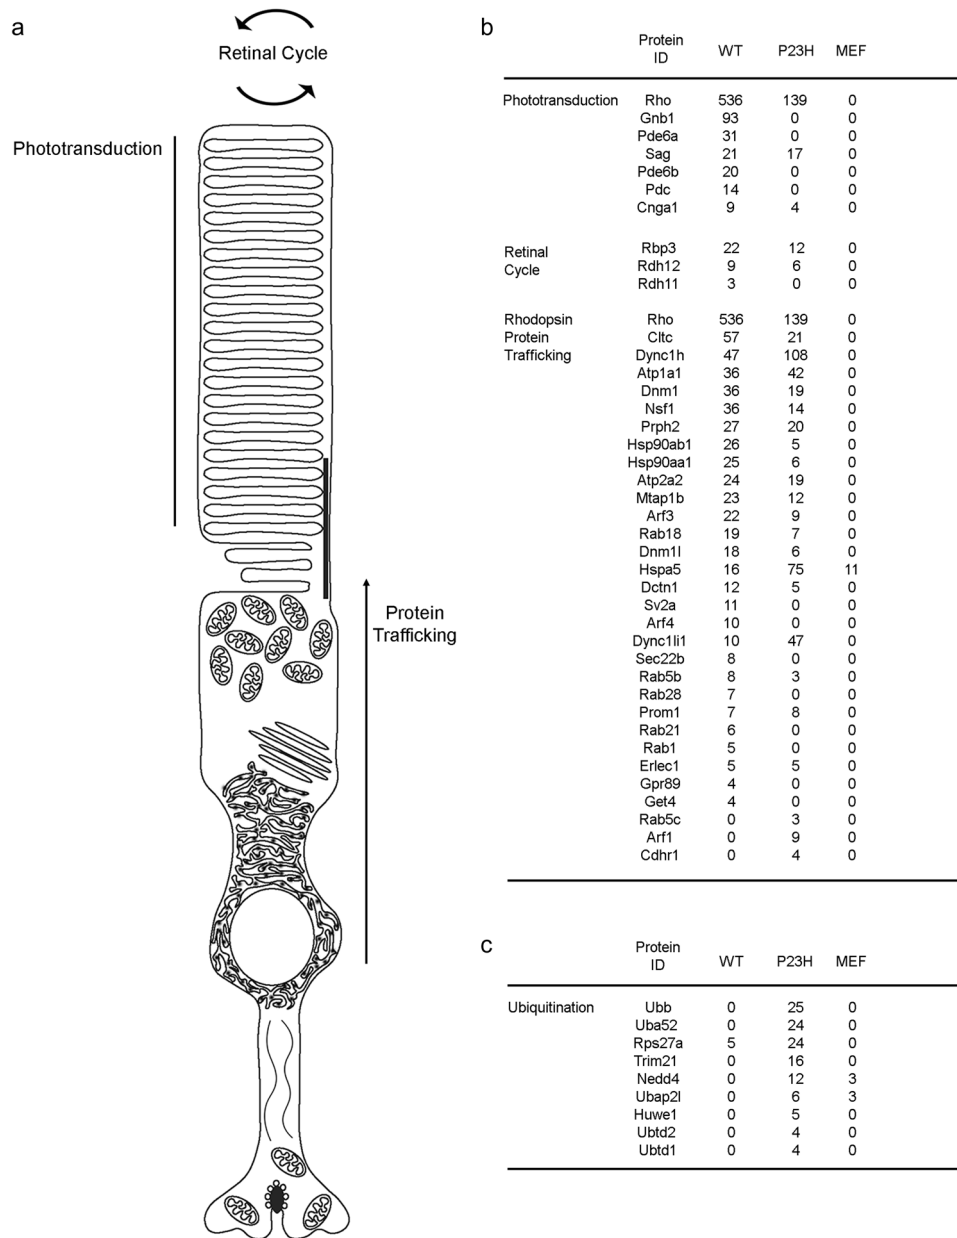 a
Retinal Cycle
Phototransduction
Protein
Trafficking
b
Protein
ID WT P23H MEF
Phototransduction Rho 536 139 0
Gnb1 93 0 0
Pde6a 31 0 0
Sag 21 17 0
Pde6b 20 0 0
Pdc 14 0 0
Cnga1 9 4 0
Retinal Rbp3 22 12 0
Cycle Rdh12 9 6 0
Rdh11 3 0 0
Rhodopsin Rho 536 139 0
Protein Cltc 57 21 0
Trafficking Dync1h 47 108 0
Atp1a1 36 42 0
Dnm1 36 19 0
Nsf1 36 14 0
Prph2 27 20 0
Hsp90ab1 26 5 0
Hsp90aa1 25 6 0
Atp2a2 24 19 0
Mtap1b 23 12 0
Arf3 22 9 0
Rab18 19 7 0
Dnm1l 18 6 0
Hspa5 16 75 11
Dctn1 12 5 0
Sv2a 11 0 0
Arf4 10 0 0
Dync1li1 10 47 0
Sec22b 8 0 0
Rab5b 8 3 0
Rab28 7 0 0
Prom1 7 8 0
Rab21 6 0 0
Rab1 5 0 0
Erlec1 5 5 0
Gpr89 4 0 0
Get4 4 0 0
Rab5c 0 3 0
Arf1 0 9 0
Cdhr1 0 4 0
c
Protein
ID WT P23H MEF
Ubiquitination Ubb 0 25 0
Uba52 0 24 0
Rps27a 5 24 0
Trim21 0 16 0
Nedd4 0 12 3
Ubap2l 0 6 3
Huwe1 0 5 0
Ubtd2 0 4 0
Ubtd1 0 4 0